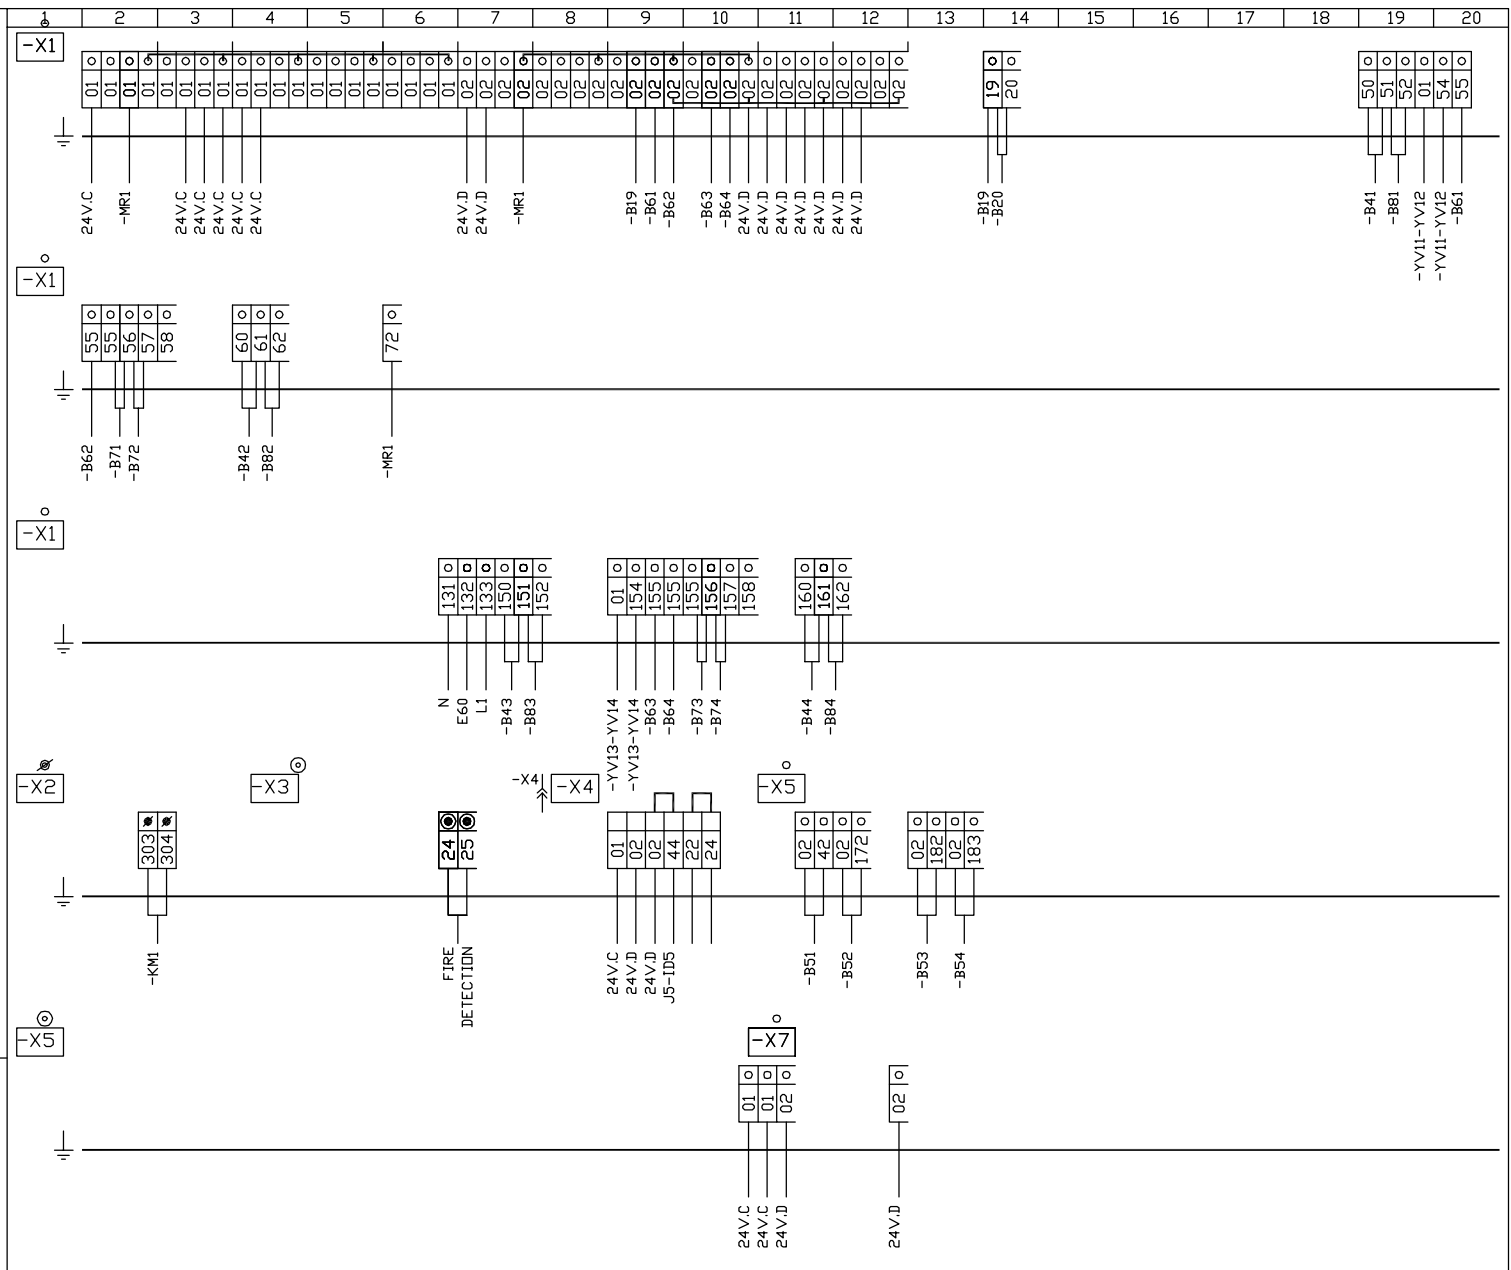 1 2 3 4 5 6 7 8 9 10 11 12 13 14 15 16 17 18 19 20
-X1
01 01 01 01 01 01 01 01 01 01 01 01 01 01 01 01 01 01 01 01 02 02 02 02 02 02 02 02 02 02 02 02 02 02 02 02 02 02 02 02 02 02 02 02 19 20 50 51 52 01 54 55
24V.C -MR1 24V.C 24V.C 24V.C 24V.C 24V.C 24V.D 24V.D -MR1 -B19 -B61 -B62 -B63 -B64 24V.D 24V.D 24V.D 24V.D 24V.D 24V.D 24V.D -B19 -B20 -B41 -B81 -YV11-YV12 -YV11-YV12 -B61
-X1
55 55 56 57 58 60 61 62 72
-B62 -B71 -B72 -B42 -B82 -MR1
-X1
131 132 133 150 151 152 01 154 155 155 155 156 157 158 160 161 162
N E60 L1 -B43 -B83 -YV13-YV14 -YV13-YV14 -B63 -B64 -B73 -B74 -B44 -B84
-X2 -X3 -X4 -X4 -X5
303 304 24 25 01 02 02 44 22 24 02 42 02 172 02 182 02 183
-KM1 FIRE DETECTION 24V.C 24V.D 24V.D J5-ID5 -B51 -B52 -B53 -B54
-X5 -X7
01 01 02 02
24V.C 24V.C 24V.D 24V.D